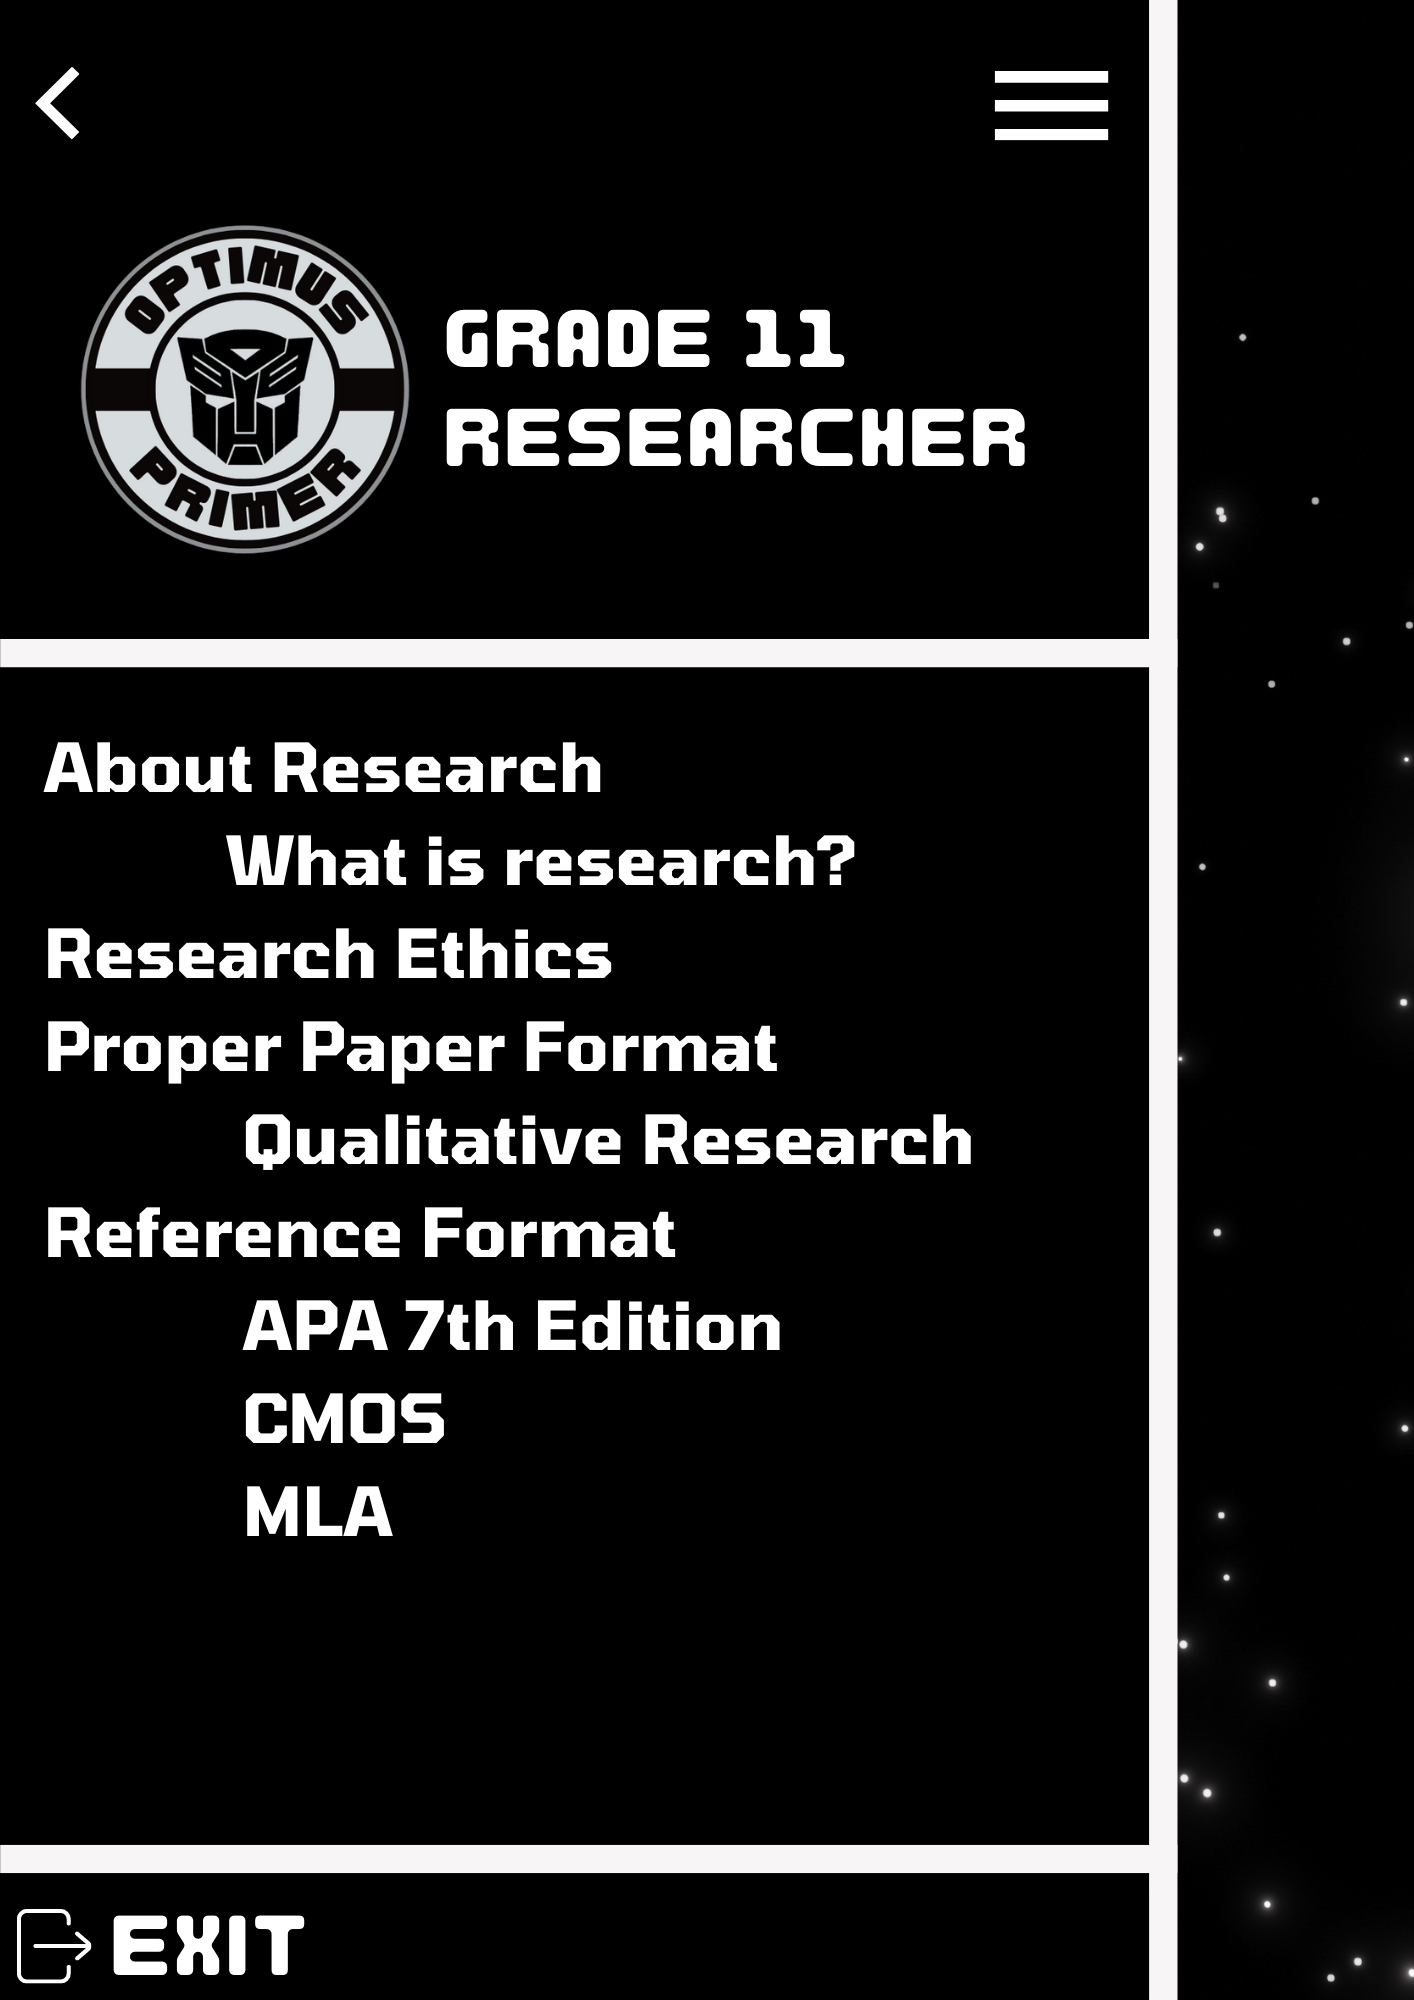 OPTIMUS
PRIMER
GRADE 11
RESEARCHER
About Research
What is research?
Research Ethics
Proper Paper Format
Qualitative Research
Reference Format
APA 7th Edition
CMOS
MLA
EXIT